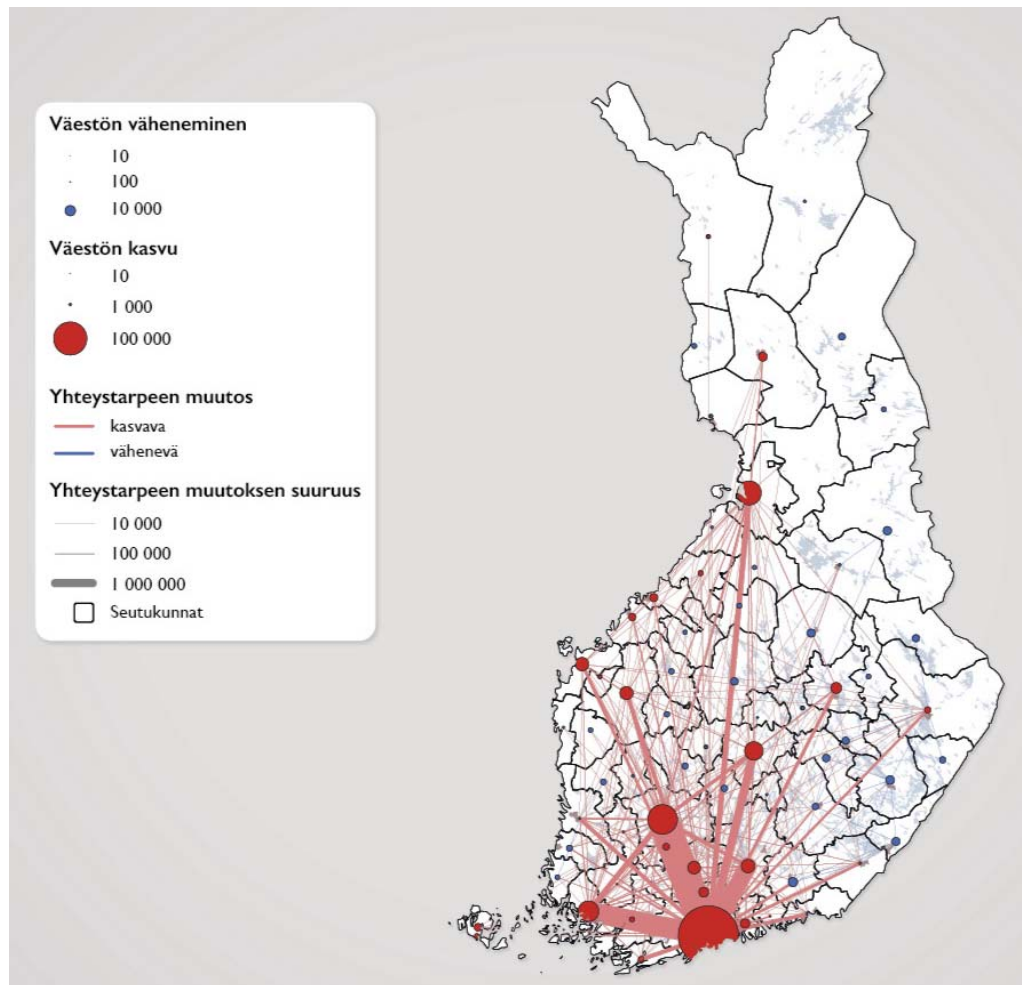 Väestön väheneminen
10
100
10 000
Väestön kasvu
10
1 000
100 000
Yhteystarpeen muutos
kasvava
vähenevä
Yhteystarpeen muutoksen suuruus
10 000
100 000
1 000 000
Seutukunnat